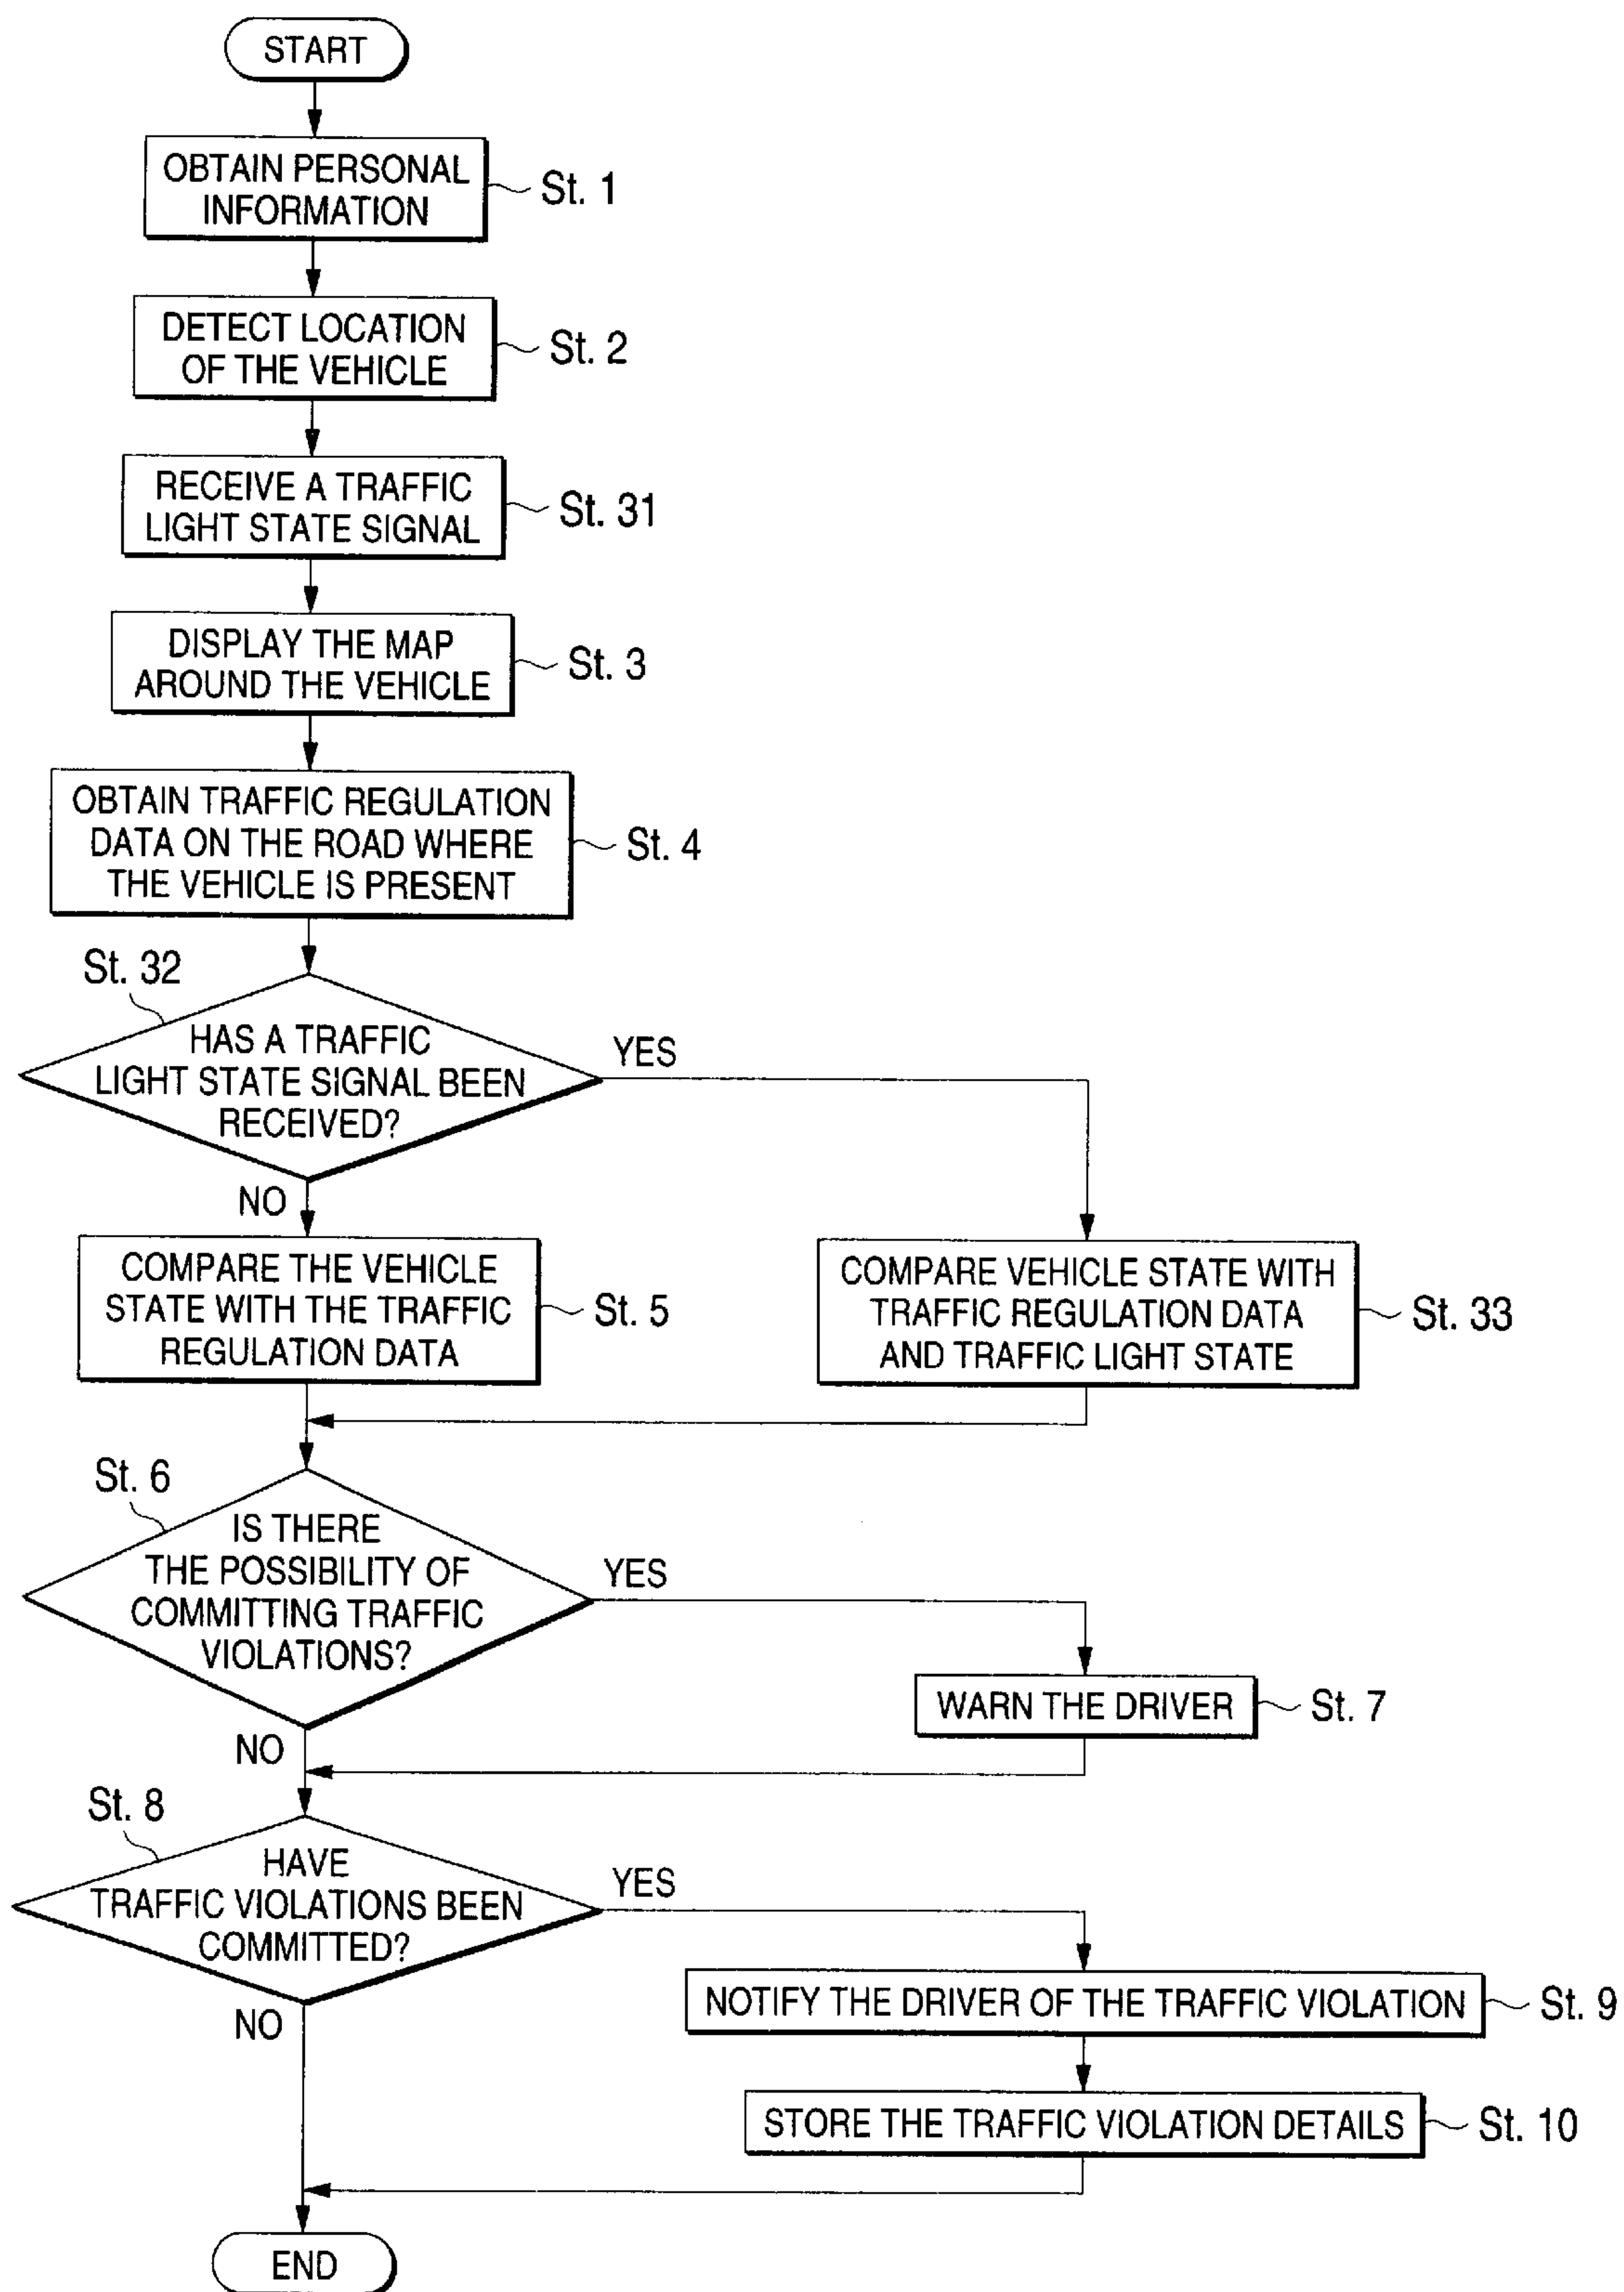 START
OBTAIN PERSONAL
INFORMATION
St. 1
DETECT LOCATION
OF THE VEHICLE
St. 2
RECEIVE A TRAFFIC
LIGHT STATE SIGNAL
St. 31
DISPLAY THE MAP
AROUND THE VEHICLE
St. 3
OBTAIN TRAFFIC REGULATION
DATA ON THE ROAD WHERE
THE VEHICLE IS PRESENT
St. 4
St. 32
HAS A TRAFFIC
LIGHT STATE SIGNAL BEEN
RECEIVED?
YES
NO
COMPARE THE VEHICLE
STATE WITH THE TRAFFIC
REGULATION DATA
St. 5
COMPARE VEHICLE STATE WITH
TRAFFIC REGULATION DATA
AND TRAFFIC LIGHT STATE
St. 33
St. 6
IS THERE
THE POSSIBILITY OF
COMMITTING TRAFFIC
VIOLATIONS?
YES
NO
WARN THE DRIVER
St. 7
St. 8
HAVE
TRAFFIC VIOLATIONS BEEN
COMMITTED?
YES
NO
NOTIFY THE DRIVER OF THE TRAFFIC VIOLATION
St. 9
STORE THE TRAFFIC VIOLATION DETAILS
St. 10
END